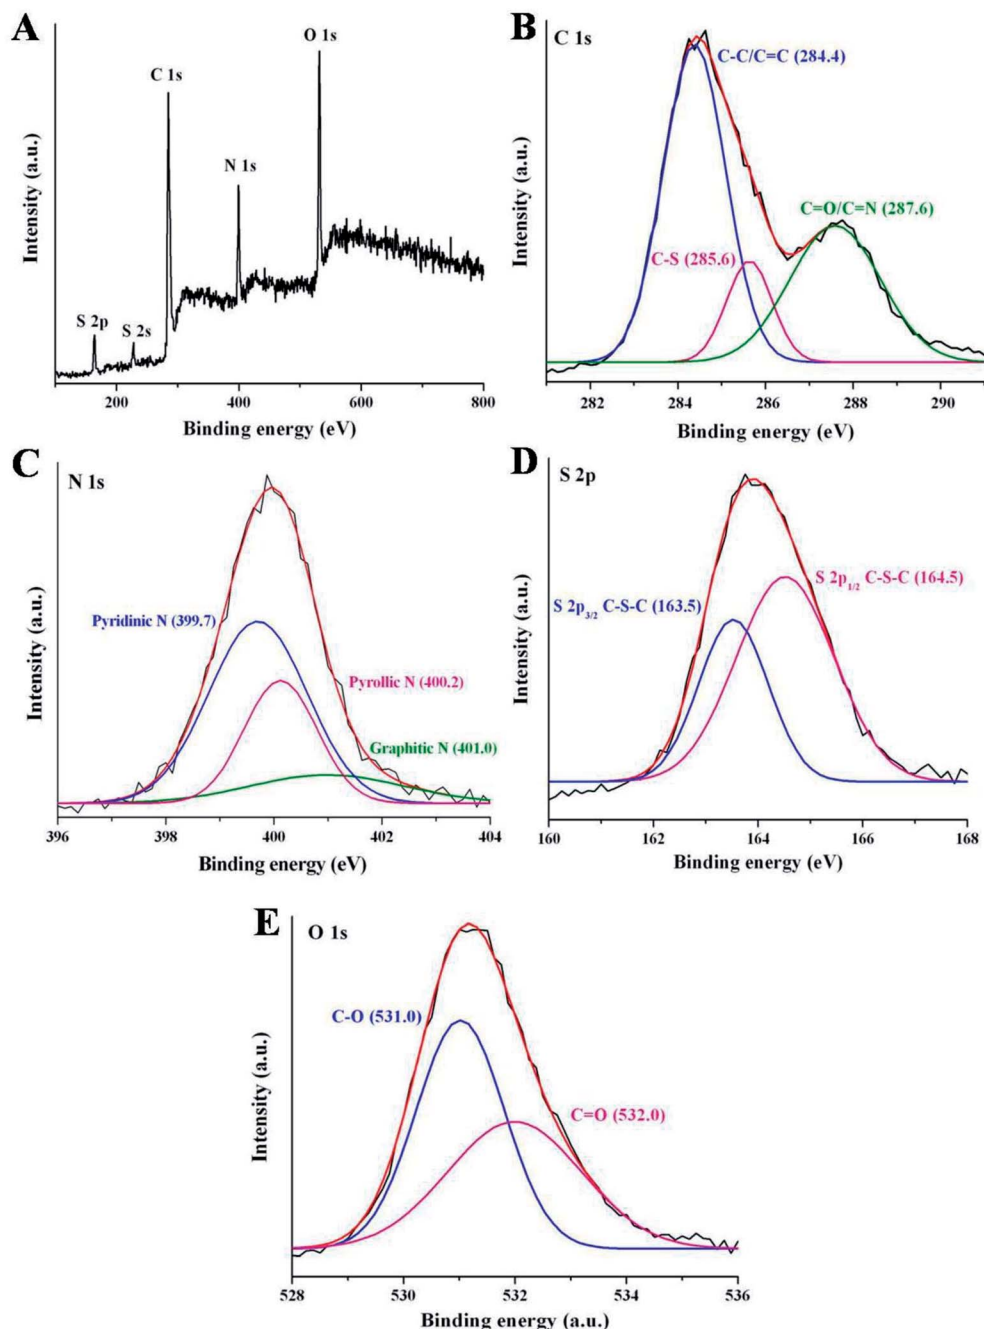 A
O 1s
C 1s
N 1s
S 2p
S 2s
Intensity (a.u.)
200
400
600
800
Binding energy (eV)
B
C 1s
C-C/C=C (284.4)
C=O/C=N (287.6)
C-S (285.6)
Intensity (a.u.)
282
284
286
288
290
Binding energy (eV)
C
N 1s
Pyridinic N (399.7)
Pyrollic N (400.2)
Graphitic N (401.0)
Intensity (a.u.)
396
398
400
402
404
Binding energy (eV)
D
S 2p
S 2p1/2 C-S-C (164.5)
S 2p3/2 C-S-C (163.5)
Intensity (a.u.)
160
162
164
166
168
Binding energy (eV)
E
O 1s
C-O (531.0)
C=O (532.0)
Intensity (a.u.)
528
530
532
534
536
Binding energy (a.u.)